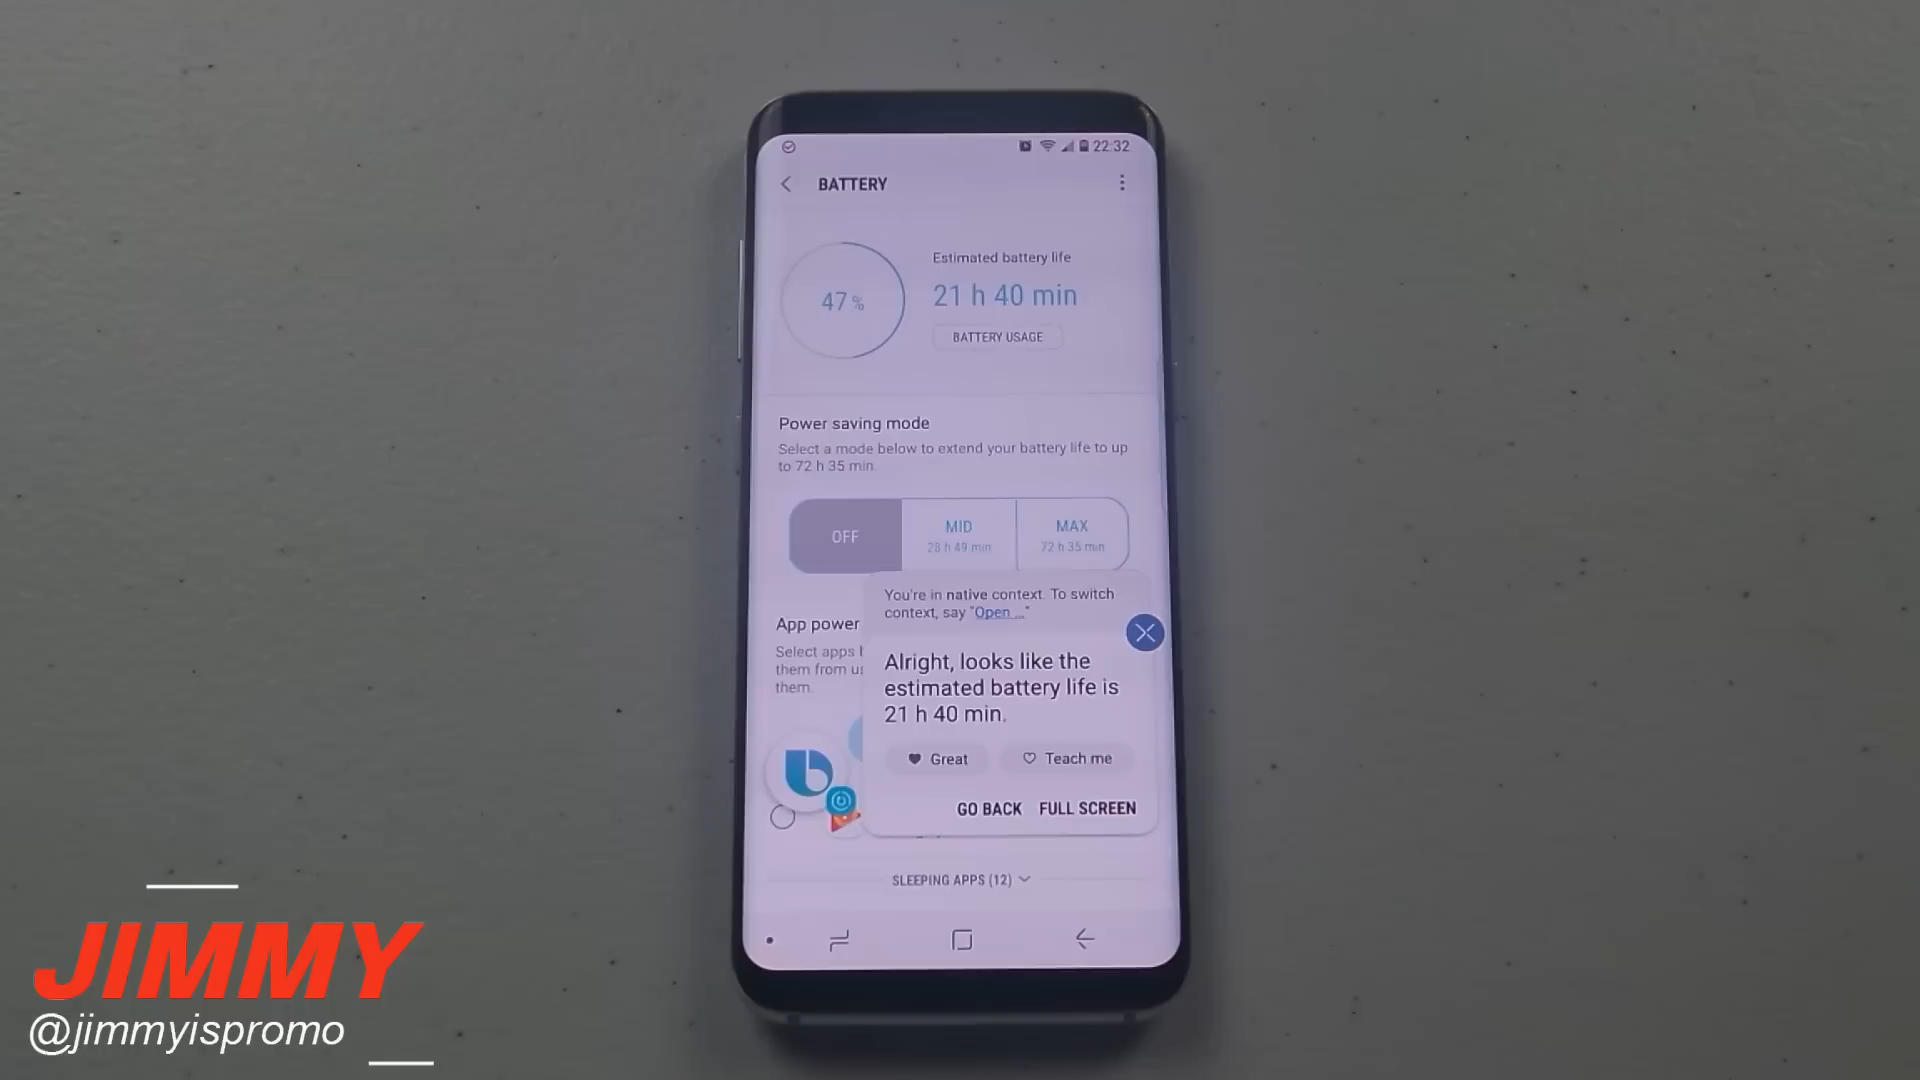 22:32
BATTERY
Estimated battery life
47 %
21 h 40 min
BATTERY USAGE
Power saving mode
Select a mode below to extend your battery life to up
to 72 h 35 min.
OFF
MID
28 h 49 min
MAX
72 h 35 min
You're in native context. To switch
context, say "Open ..."
App power
Select apps
them from us
them.
Alright, looks like the
estimated battery life is
21 h 40 min.
Great
Teach me
GO BACK
FULL SCREEN
SLEEPING APPS (12)
JIMMY
@jimmyispromo